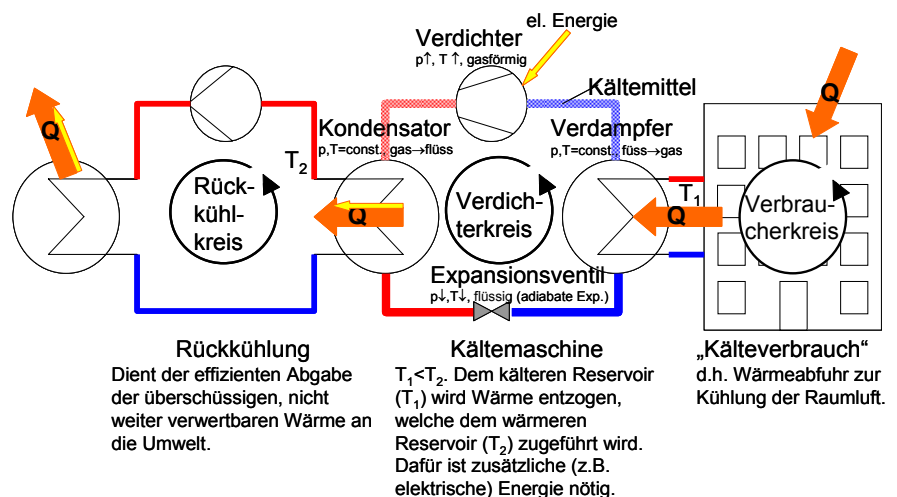 el. Energie
Verdichter
p↑, T ↑, gasförmig
Kältemittel
Q
Q
Kondensator
p,T=const., gas→flüss
Verdampfer
p,T=const. füss→gas
T2
T1
Rück-
kühl-
kreis
Q
Verdich-
terkreis
Q
Verbrau-
cherkreis
Expansionsventil
p↓,T↓, flüssig (adiabate Exp.)
Rückkühlung
Dient der effizienten Abgabe
der überschüssigen, nicht
weiter verwertbaren Wärme an
die Umwelt.
Kältemaschine
T1<T2. Dem kälteren Reservoir
(T1) wird Wärme entzogen,
welche dem wärmeren
Reservoir (T2) zugeführt wird.
Dafür ist zusätzliche (z.B.
elektrische) Energie nötig.
„Kälteverbrauch“
d.h. Wärmeabfuhr zur
Kühlung der Raumluft.